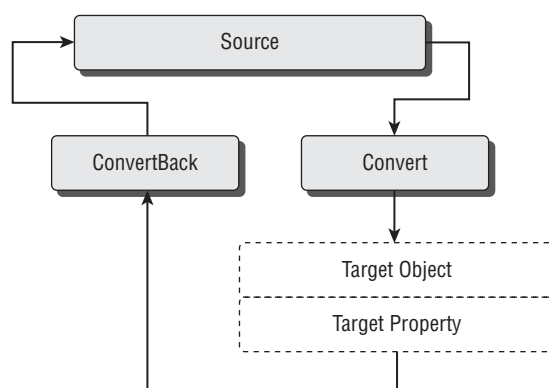 Source
ConvertBack
Convert
Target Object
Target Property